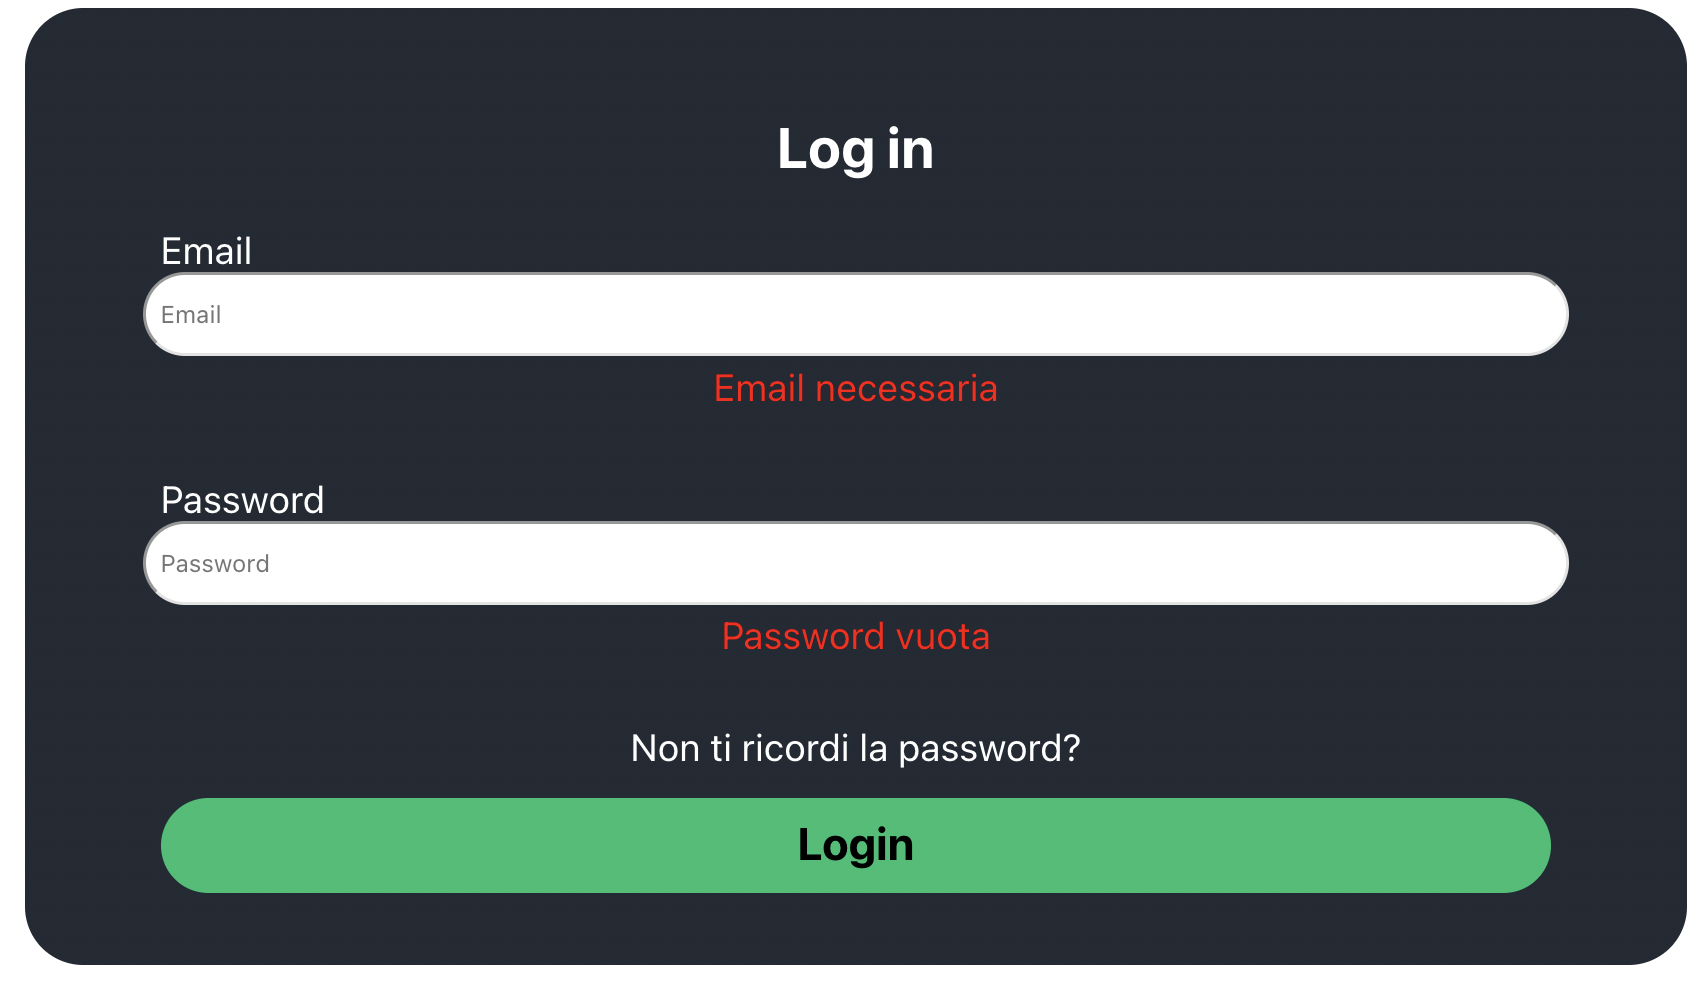 Log in
Email
Email
Email necessaria
Password
Password
Password vuota
Non ti ricordi la password?
Login